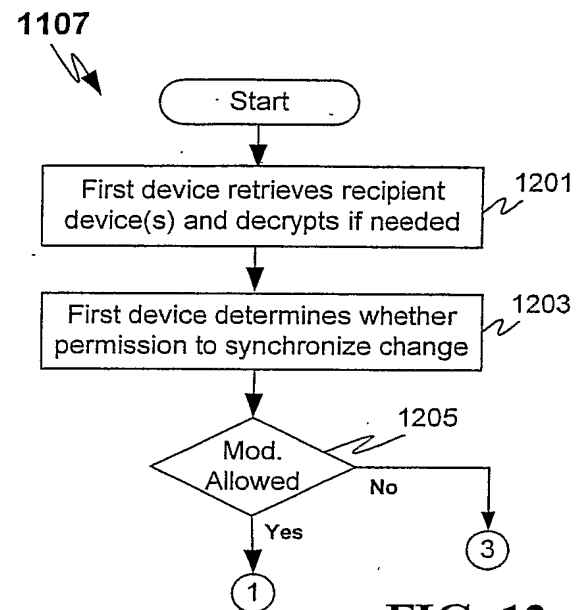 1107
Start
First device retrieves recipient
device(s) and decrypts if needed
1201
First device determines whether
permission to synchronize change
1203
1205
Mod.
Allowed
No
Yes
3
1